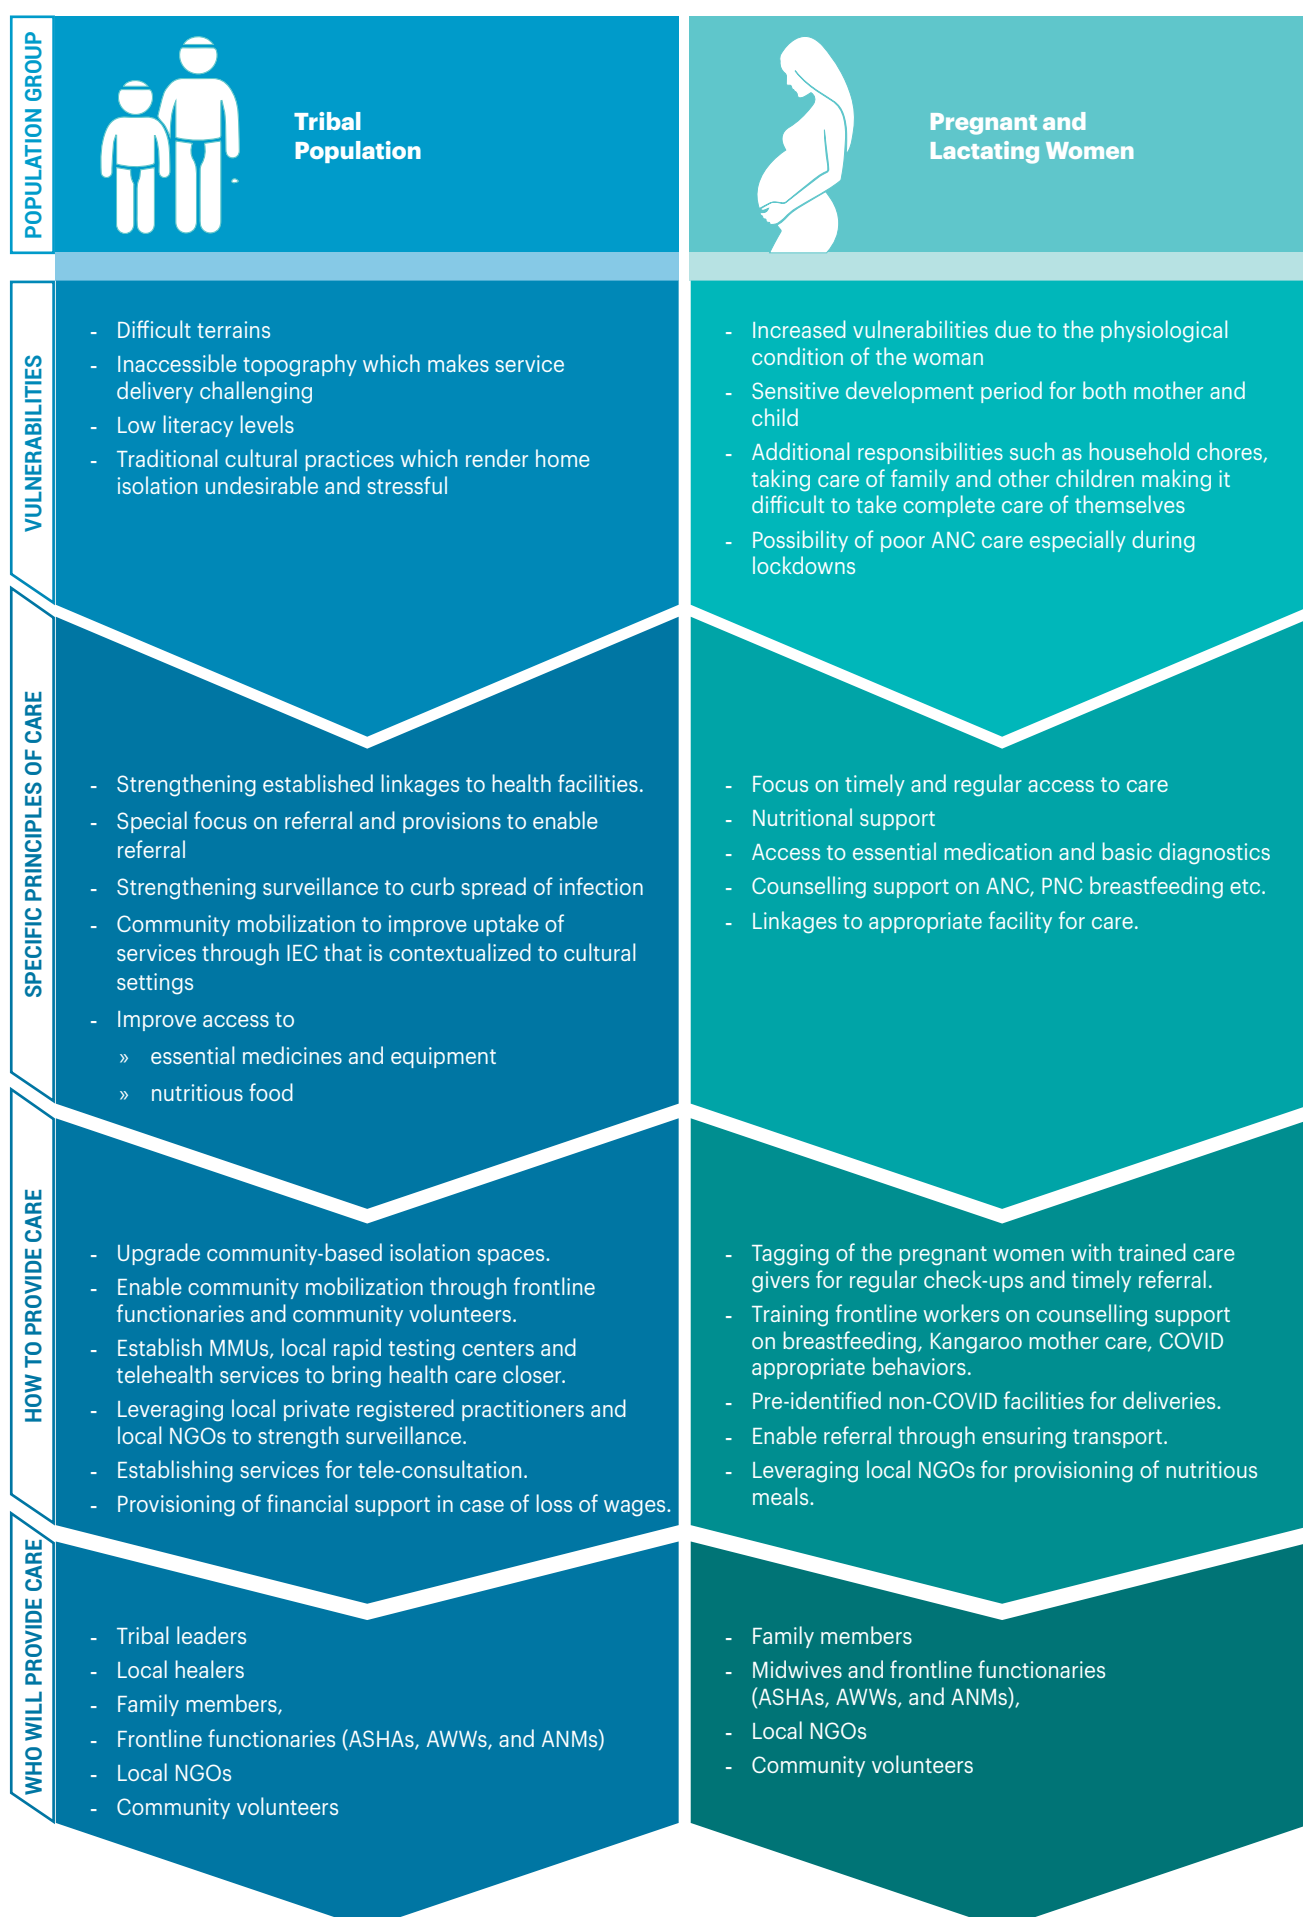 POPULATION GROUP
Tribal
Population
Pregnant and
Lactating Women
VULNERABILITIES
- Difficult terrains
- Inaccessible topography which makes service
delivery challenging
- Low literacy levels
- Traditional cultural practices which render home
isolation undesirable and stressful
- Increased vulnerabilities due to the physiological
condition of the woman
- Sensitive development period for both mother and
child
- Additional responsibilities such as household chores,
taking care of family and other children making it
difficult to take complete care of themselves
- Possibility of poor ANC care especially during
lockdowns
SPECIFIC PRINCIPLES OF CARE
- Strengthening established linkages to health facilities.
- Special focus on referral and provisions to enable
referral
- Strengthening surveillance to curb spread of infection
- Community mobilization to improve uptake of
services through IEC that is contextualized to cultural
settings
- Improve access to
» essential medicines and equipment
» nutritious food
- Focus on timely and regular access to care
- Nutritional support
- Access to essential medication and basic diagnostics
- Counselling support on ANC, PNC breastfeeding etc.
- Linkages to appropriate facility for care.
HOW TO PROVIDE CARE
- Upgrade community-based isolation spaces.
- Enable community mobilization through frontline
functionaries and community volunteers.
- Establish MMUs, local rapid testing centers and
telehealth services to bring health care closer.
- Leveraging local private registered practitioners and
local NGOs to strength surveillance.
- Establishing services for tele-consultation.
- Provisioning of financial support in case of loss of wages.
- Tagging of the pregnant women with trained care
givers for regular check-ups and timely referral.
- Training frontline workers on counselling support
on breastfeeding, Kangaroo mother care, COVID
appropriate behaviors.
- Pre-identified non-COVID facilities for deliveries.
- Enable referral through ensuring transport.
- Leveraging local NGOs for provisioning of nutritious
meals.
WHO WILL PROVIDE CARE
- Tribal leaders
- Local healers
- Family members,
- Frontline functionaries (ASHAs, AWWs, and ANMs)
- Local NGOs
- Community volunteers
- Family members
- Midwives and frontline functionaries
(ASHAs, AWWs, and ANMs),
- Local NGOs
- Community volunteers